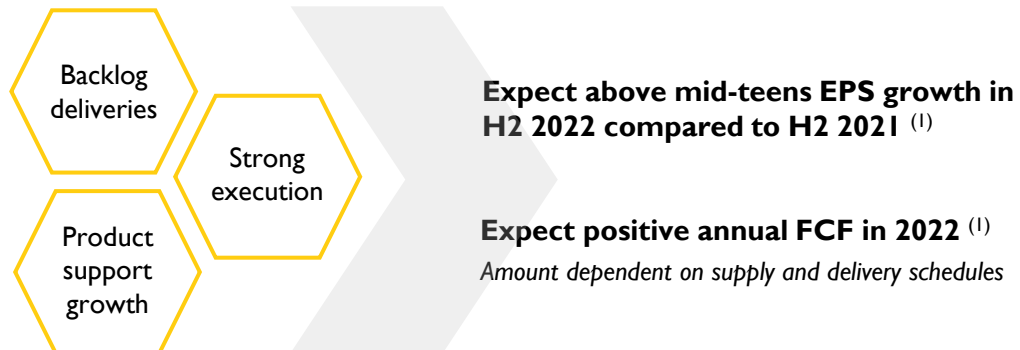 Backlog
deliveries
Strong
execution
Product
support
growth
Expect above mid-teens EPS growth in
H2 2022 compared to H2 2021 (1)
Expect positive annual FCF in 2022 (1)
Amount dependent on supply and delivery schedules